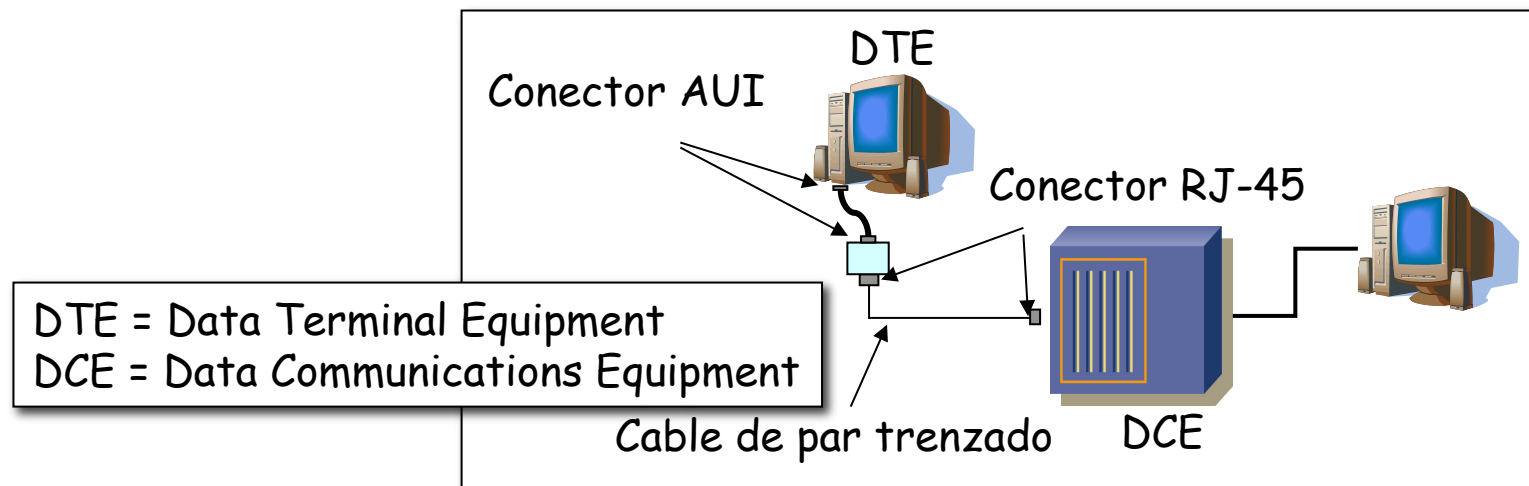 DTE
Conector AUI
Conector RJ-45
DTE = Data Terminal Equipment
DCE = Data Communications Equipment
Cable de par trenzado
DCE